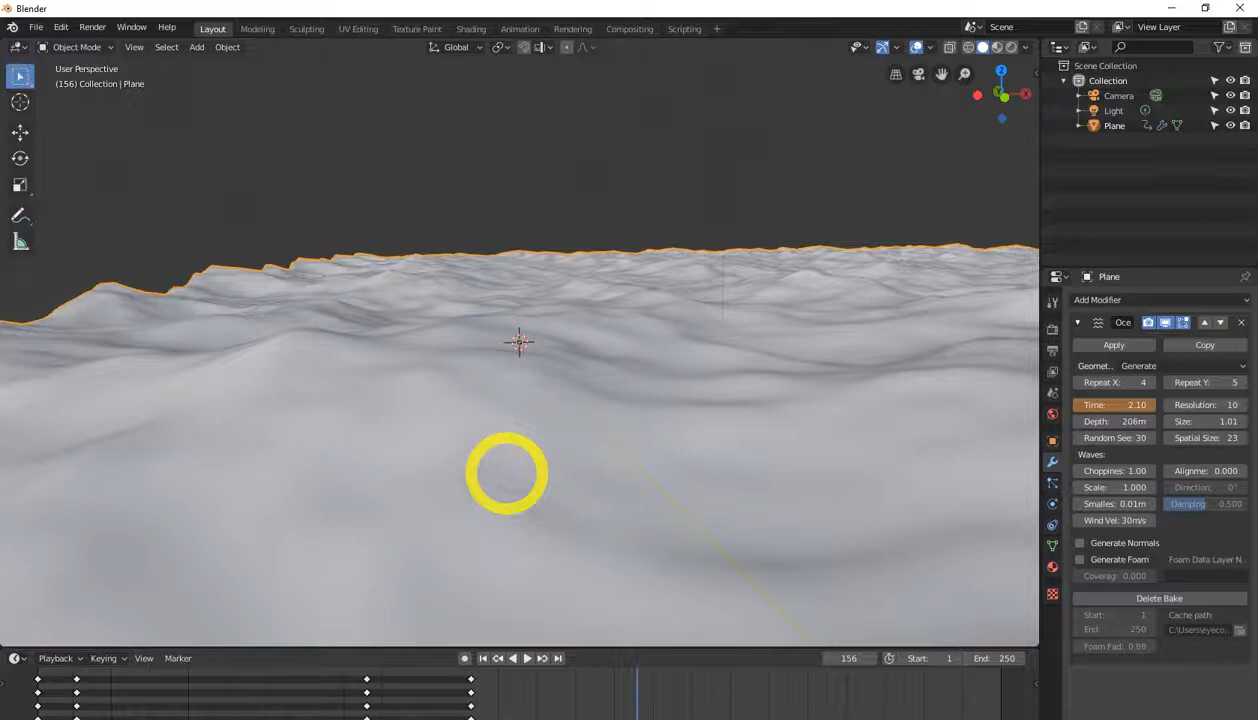 Blender
File Edit Render Window Help
Layout Modeling Sculpting UV Editing Texture Paint Shading Animation Rendering Compositing Scripting +
Scene
View Layer
Object Mode View Select Add Object
Global
User Perspective
(156) Collection | Plane
Z
X
Scene Collection
Collection
Camera
Light
Plane
Plane
Add Modifier
Oce
Apply Copy
Geomet.. Generate
Repeat X: 4 Repeat Y: 5
Time: 2.10 Resolution: 10
Depth: 206m Size: 1.01
Random See: 30 Spatial Size: 23
Waves:
Choppines: 1.00 Alignme: 0.000
Scale: 1.000 Direction: 0°
Smalles: 0.01m Damping: 0.500
Wind Vel: 30m/s
Generate Normals
Generate Foam Foam Data Layer N..
Coverag: 0.000
Delete Bake
Start: 1 Cache path:
End: 250 C:\Users\eyeco..
Foam Fad: 0.98
Playback Keying View Marker
156 Start: 1 End: 250